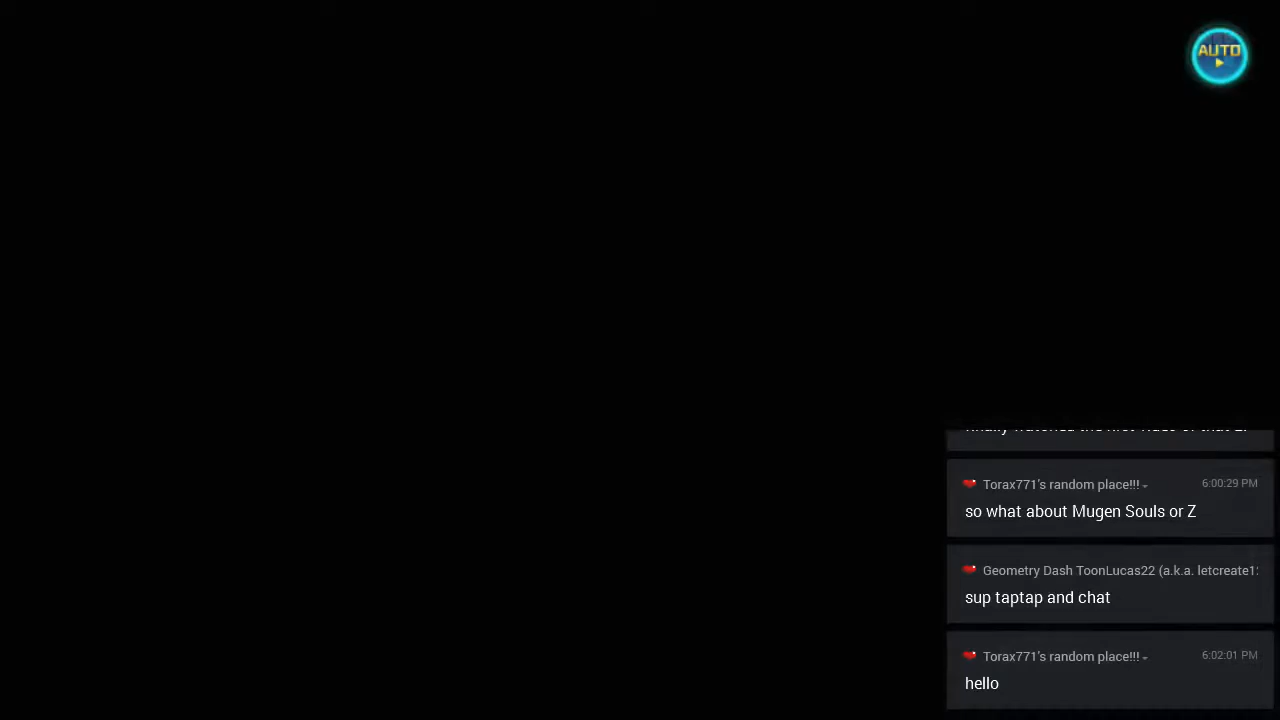 AUTO
Torax771's random place!!! 6:00:29 PM
so what about Mugen Souls or Z
Geometry Dash ToonLucas22 (a.k.a. letcreate1
sup taptap and chat
Torax771's random place!!! 6:02:01 PM
hello